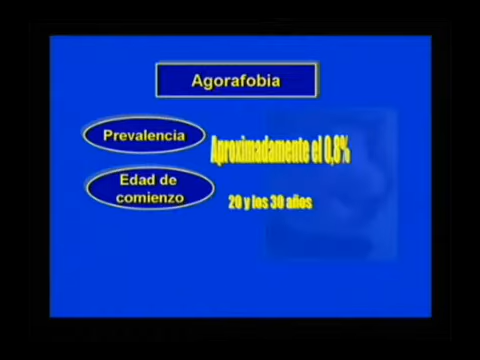 Agorafobia
Prevalencia
Aproximadamente el 0,8%
Edad de
comienzo
20 y los 30 años